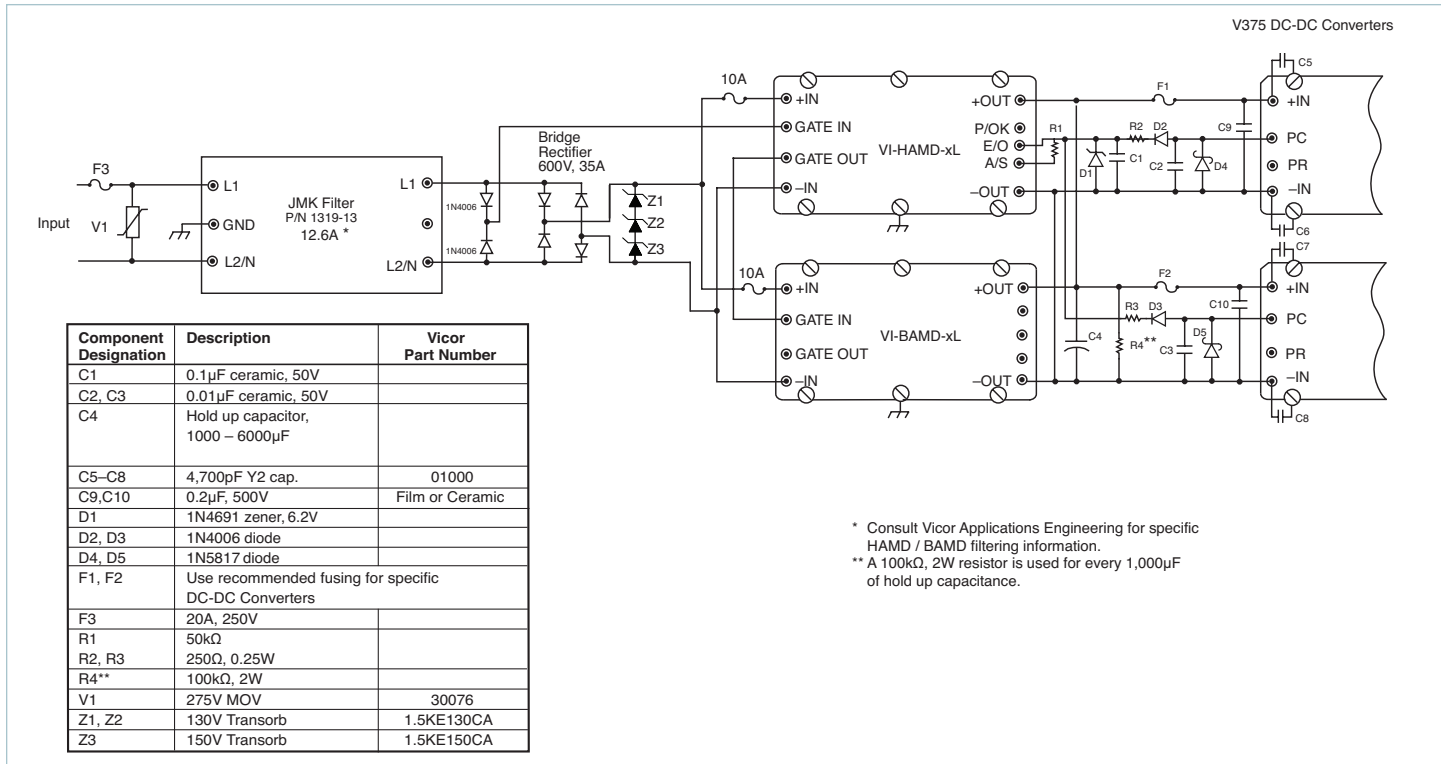 V375 DC-DC Converters
C5
10A
+IN
+OUT
F1
+IN
GATE IN
P/OK
R1
R2
D2
C9
PC
Bridge
Rectifier
600V, 35A
GATE OUT
VI-HAMD-xL
E/O
A/S
D1
C1
C2
D4
PR
–IN
–OUT
–IN
C6
F3
L1
L1
1N4006
Z1
JMK Filter
P/N 1319-13
12.6A *
Input
V1
GND
Z2
1N4006
Z3
L2/N
L2/N
C7
10A
+IN
+OUT
F2
+IN
GATE IN
R3
D3
C10
PC
VI-BAMD-xL
GATE OUT
C4
R4**
C3
D5
PR
–IN
–OUT
–IN
C8
Component Designation Description Vicor Part Number
C1 0.1µF ceramic, 50V
C2, C3 0.01µF ceramic, 50V
C4 Hold up capacitor,
1000 – 6000µF
C5–C8 4,700pF Y2 cap. 01000
C9,C10 0.2µF, 500V Film or Ceramic
D1 1N4691 zener, 6.2V
D2, D3 1N4006 diode
D4, D5 1N5817 diode
F1, F2 Use recommended fusing for specific
DC-DC Converters
F3 20A, 250V
R1 50kΩ
R2, R3 250Ω, 0.25W
R4** 100kΩ, 2W
V1 275V MOV 30076
Z1, Z2 130V Transorb 1.5KE130CA
Z3 150V Transorb 1.5KE150CA
* Consult Vicor Applications Engineering for specific
HAMD / BAMD filtering information.
** A 100kΩ, 2W resistor is used for every 1,000µF
of hold up capacitance.